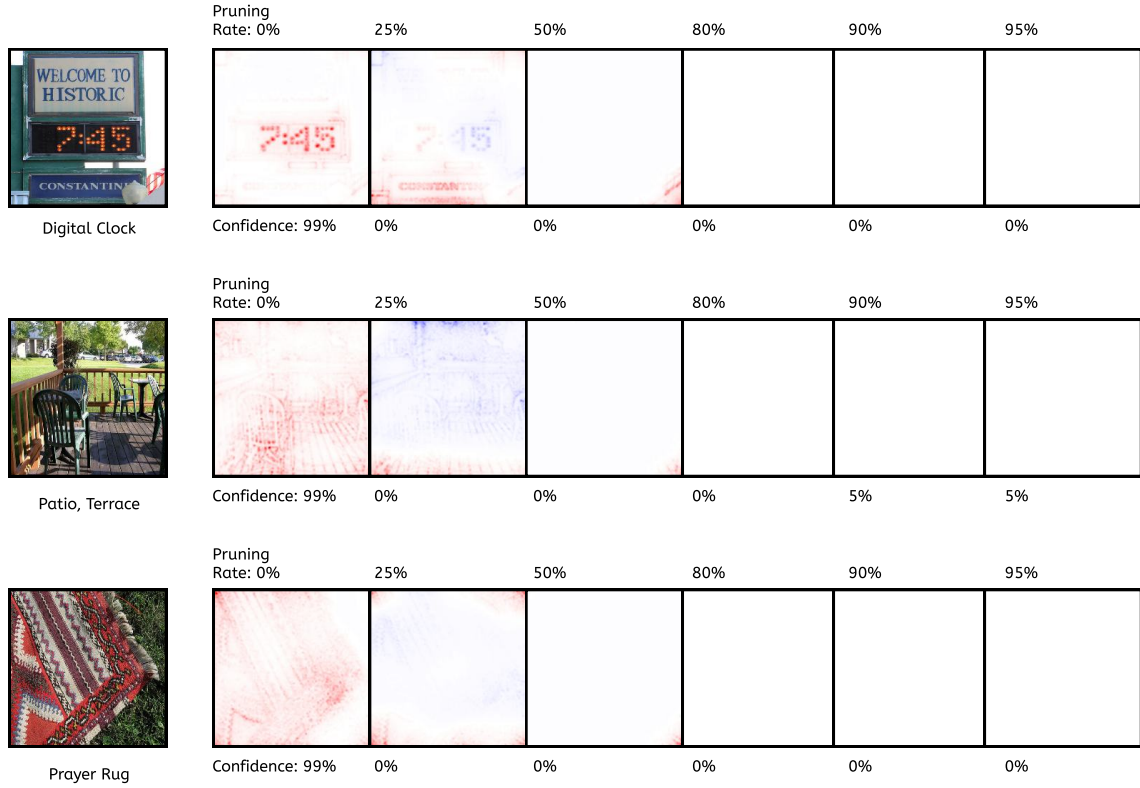 Pruning
Rate: 0% 25% 50% 80% 90% 95%
WELCOME TO
HISTORIC
7:45
CONSTANTIN
7:45
7:45
CONSTANTIN
Digital Clock
Confidence: 99% 0% 0% 0% 0% 0%
Pruning
Rate: 0% 25% 50% 80% 90% 95%
Confidence: 99% 0% 0% 0% 5% 5%
Patio, Terrace
Pruning
Rate: 0% 25% 50% 80% 90% 95%
Confidence: 99% 0% 0% 0% 0% 0%
Prayer Rug